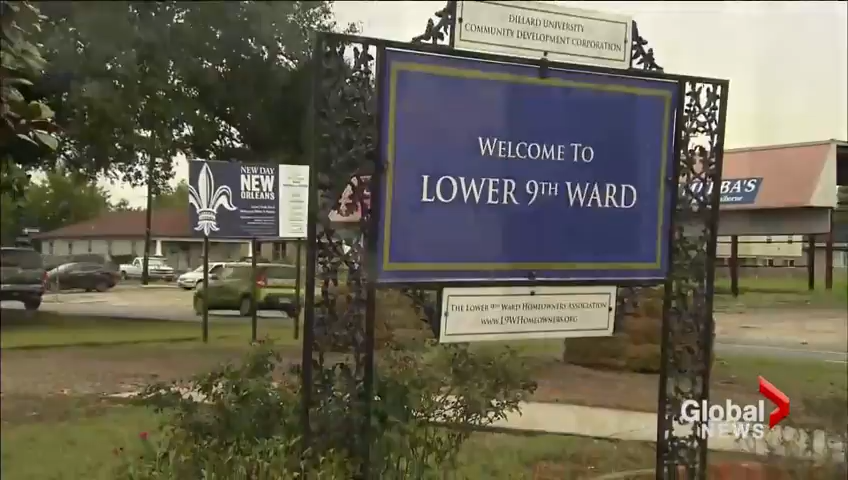 DILLARD UNIVERSITY
COMMUNITY DEVELOPMENT CORPORATION
WELCOME TO
LOWER 9TH WARD
THE LOWER 9TH WARD HOMEOWNERS ASSOCIATION
WWW.L9WHOMEOWNERS.ORG
NEW DAY
NEW
ORLEANS
BA'S
Global
NEWS